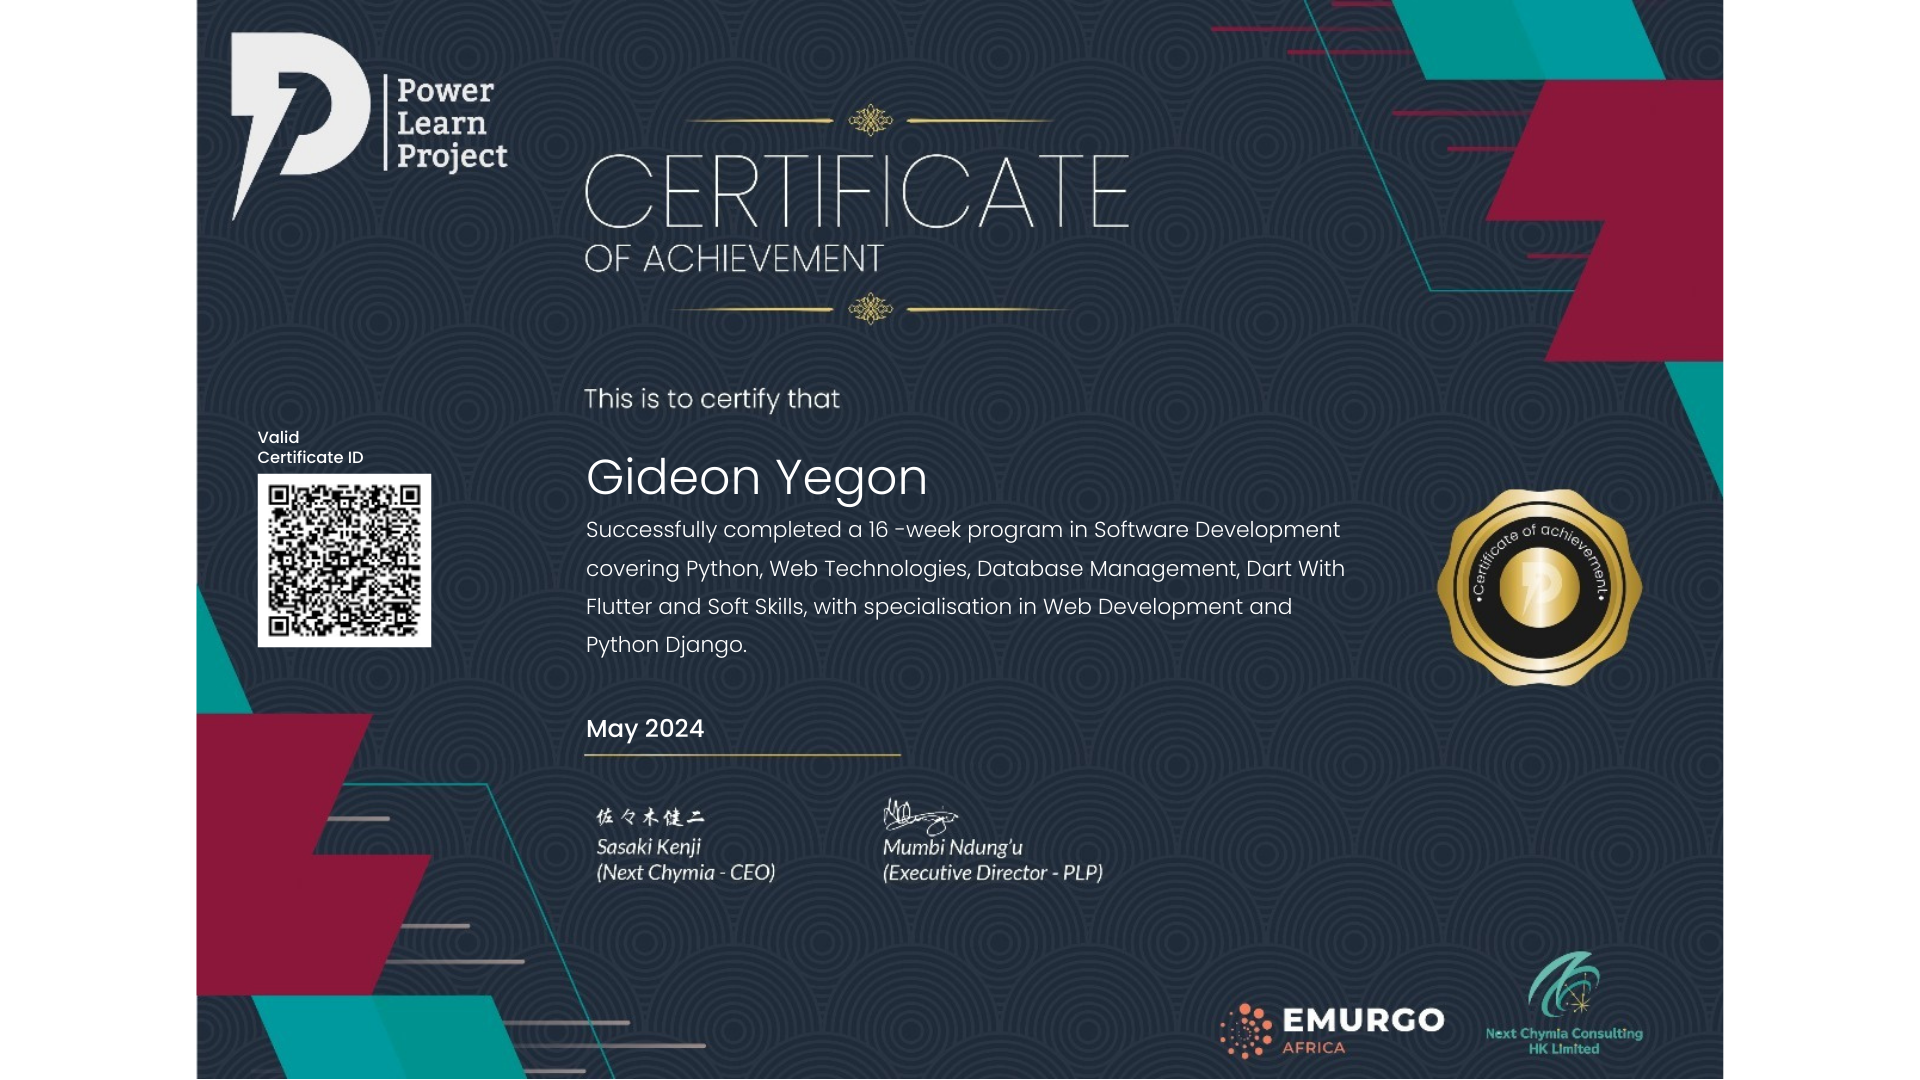 Power
Learn
Project
CERTIFICATE
OF ACHIEVEMENT
This is to certify that
Valid
Certificate ID
Gideon Yegon
Successfully completed a 16 -week program in Software Development
covering Python, Web Technologies, Database Management, Dart With
Flutter and Soft Skills, with specialisation in Web Development and
Python Django.
•Certificate of achievement•
May 2024
佐々木健二
Sasaki Kenji
(Next Chymia - CEO)
Mumbi Ndung'u
(Executive Director - PLP)
EMURGO
AFRICA
Next Chymia Consulting
HK Limited